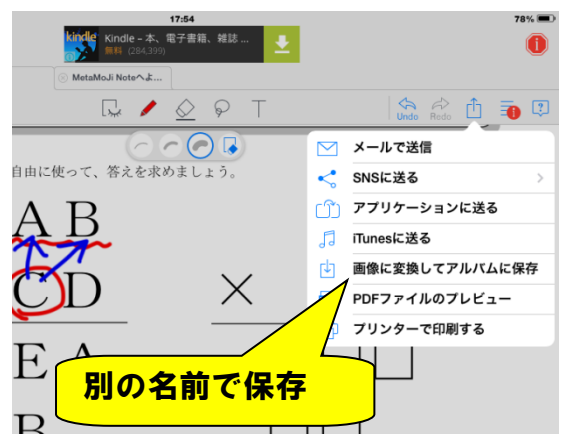 17:54
78%
kindle
Kindle – 本、電子書籍、雑誌 ...
無料 (284,399)
MetaMoJi Noteへよ...
T
Undo
Redo
?
メールで送信
SNSに送る
アプリケーションに送る
iTunesに送る
画像に変換してアルバムに保存
PDFファイルのプレビュー
プリンターで印刷する
自由に使って、答えを求めましょう。
A B
C D ×
E A
B
別の名前で保存